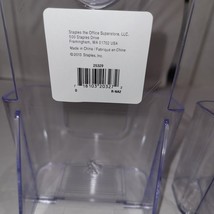 Staples the Office Superstore, LLC.
500 Staples Drive
Framingham, MA 01702 USA
Made in China / Fabriqué en Chine
Staples, Inc.
20329